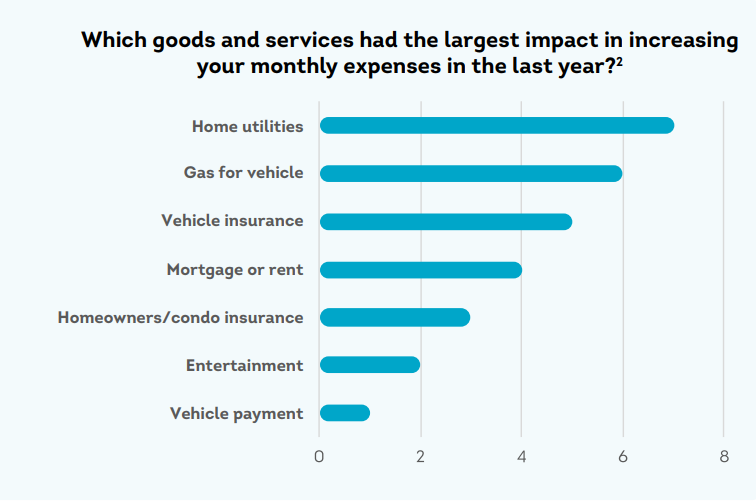 Which goods and services had the largest impact in increasing
your monthly expenses in the last year?²
Home utilities
Gas for vehicle
Vehicle insurance
Mortgage or rent
Homeowners/condo insurance
Entertainment
Vehicle payment
0 2 4 6 8